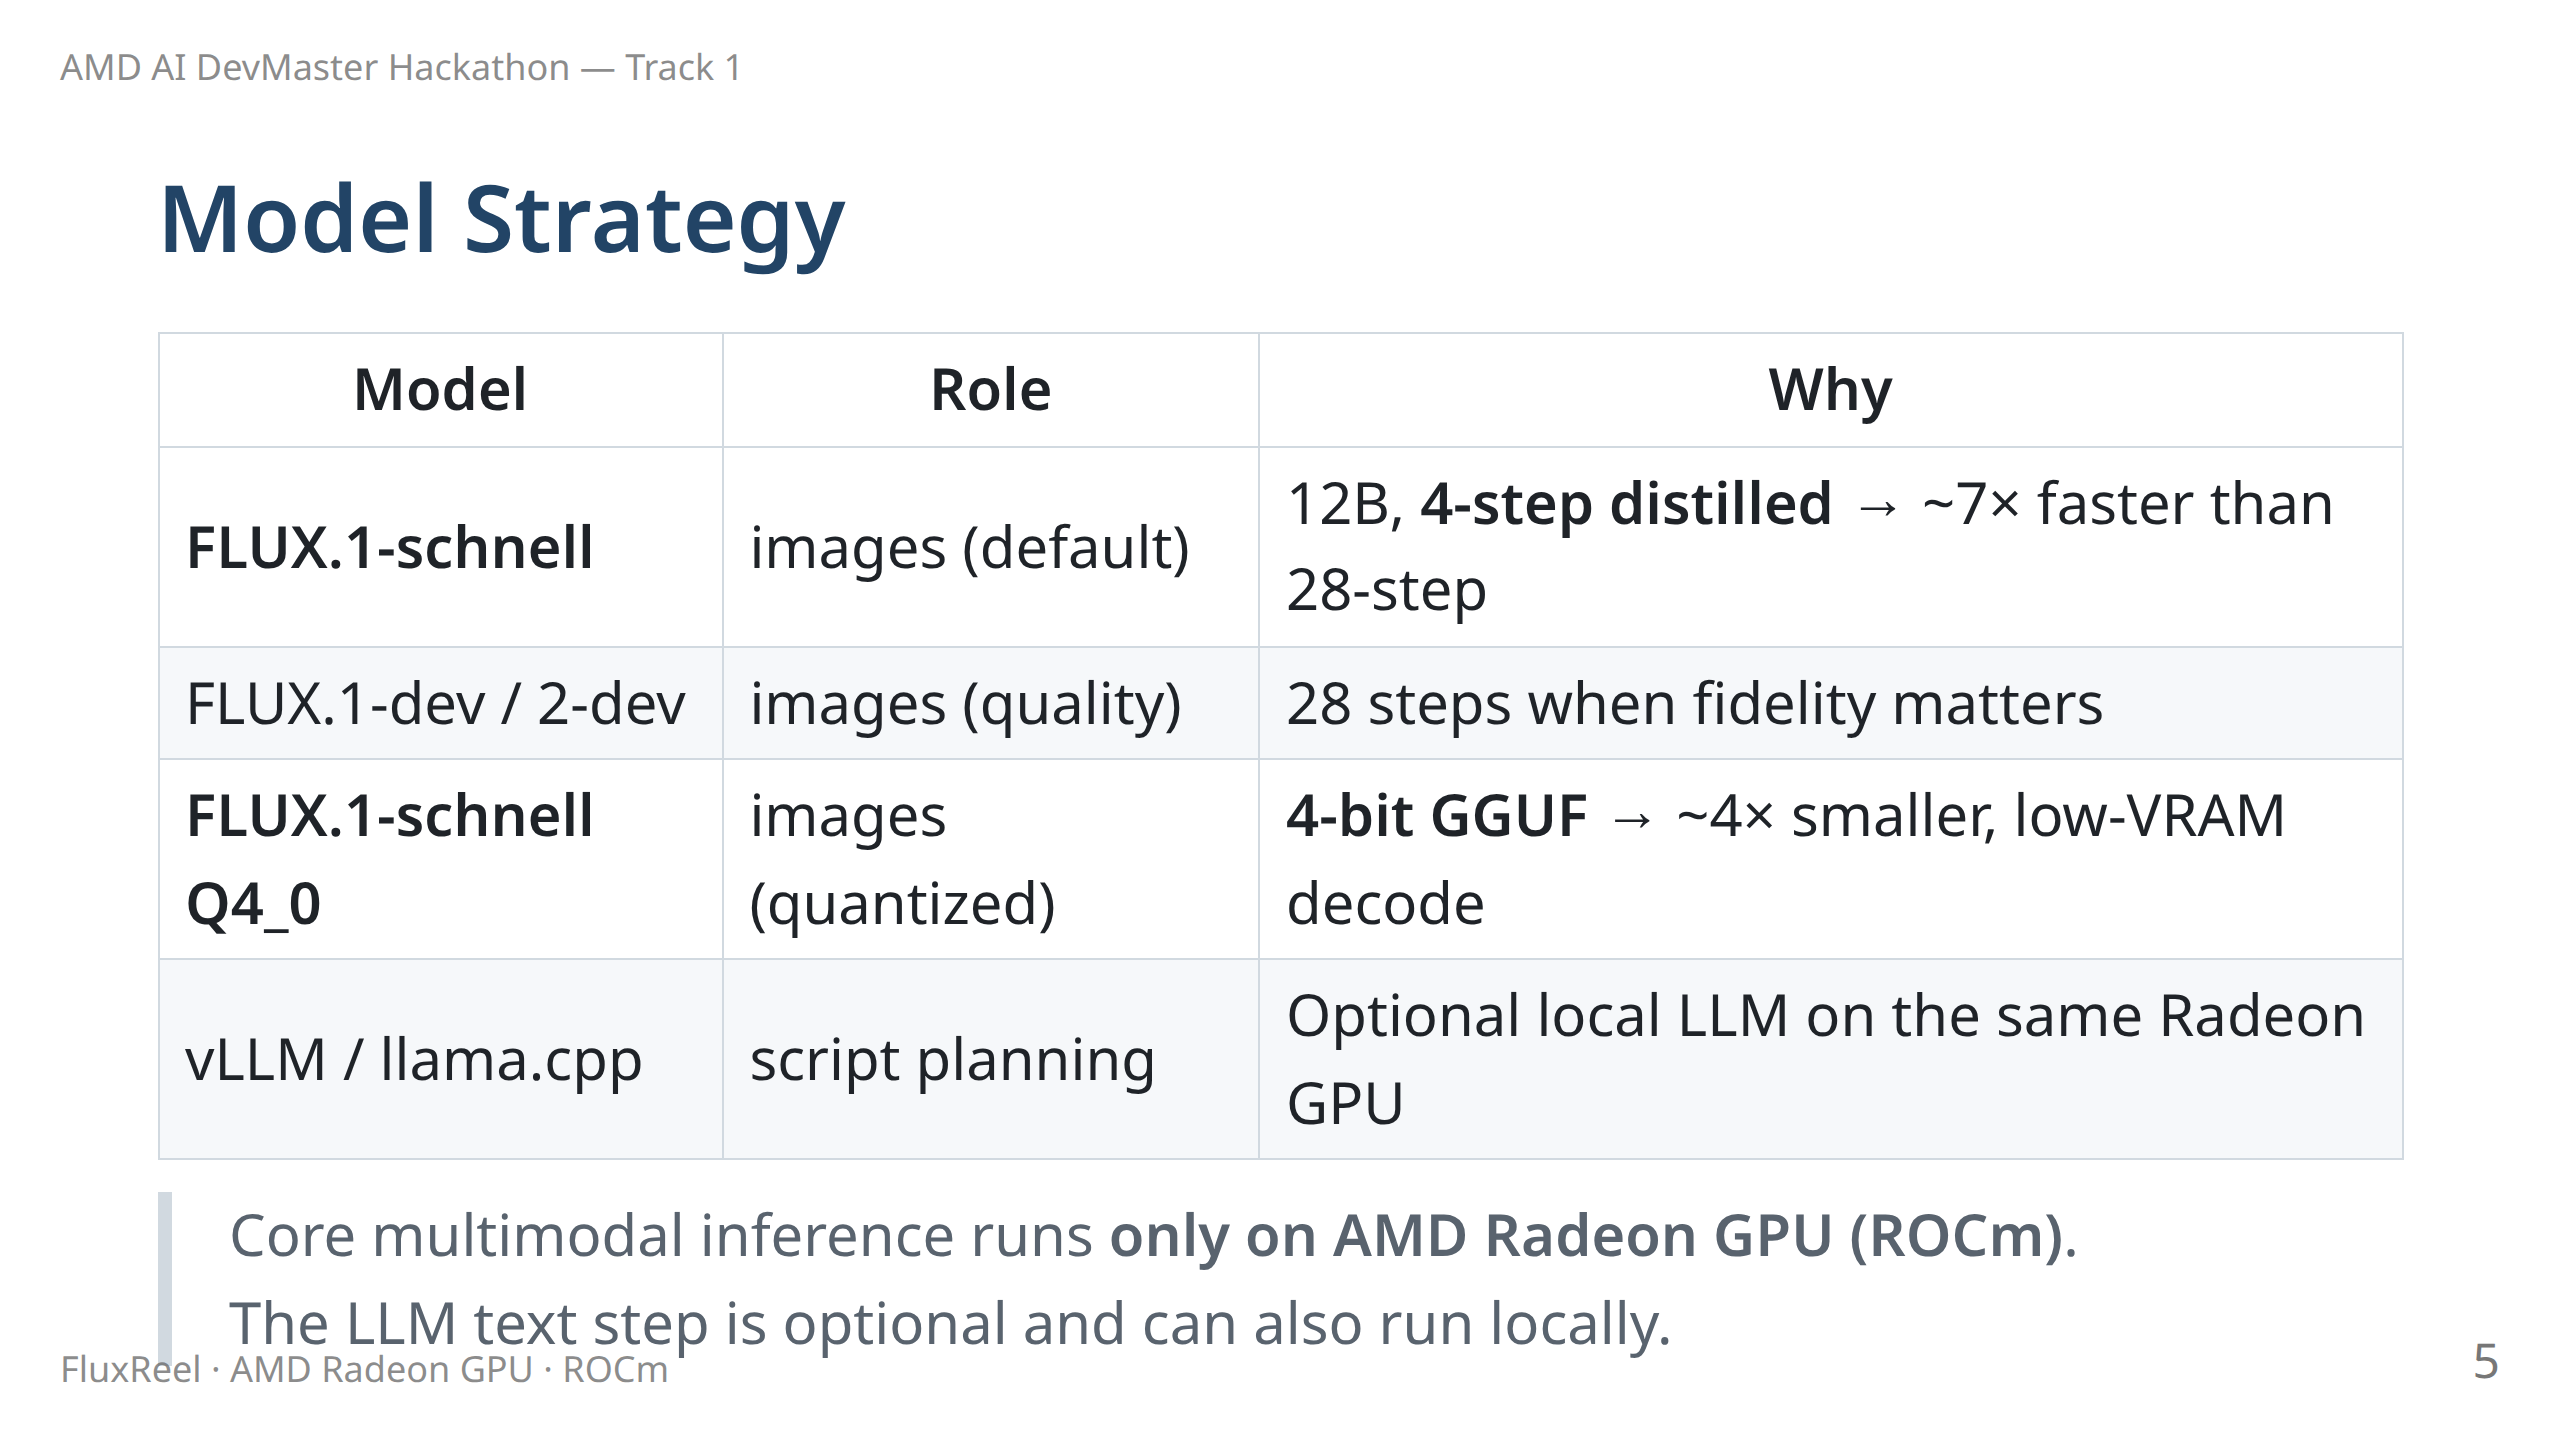 AMD AI DevMaster Hackathon — Track 1
Model Strategy
Model Role Why
FLUX.1-schnell images (default) 12B, 4-step distilled → ~7× faster than
28-step
FLUX.1-dev / 2-dev images (quality) 28 steps when fidelity matters
FLUX.1-schnell images 4-bit GGUF → ~4× smaller, low-VRAM
Q4_0 (quantized) decode
vLLM / llama.cpp script planning Optional local LLM on the same Radeon
GPU
Core multimodal inference runs only on AMD Radeon GPU (ROCm).
The LLM text step is optional and can also run locally.
FluxReel · AMD Radeon GPU · ROCm 5